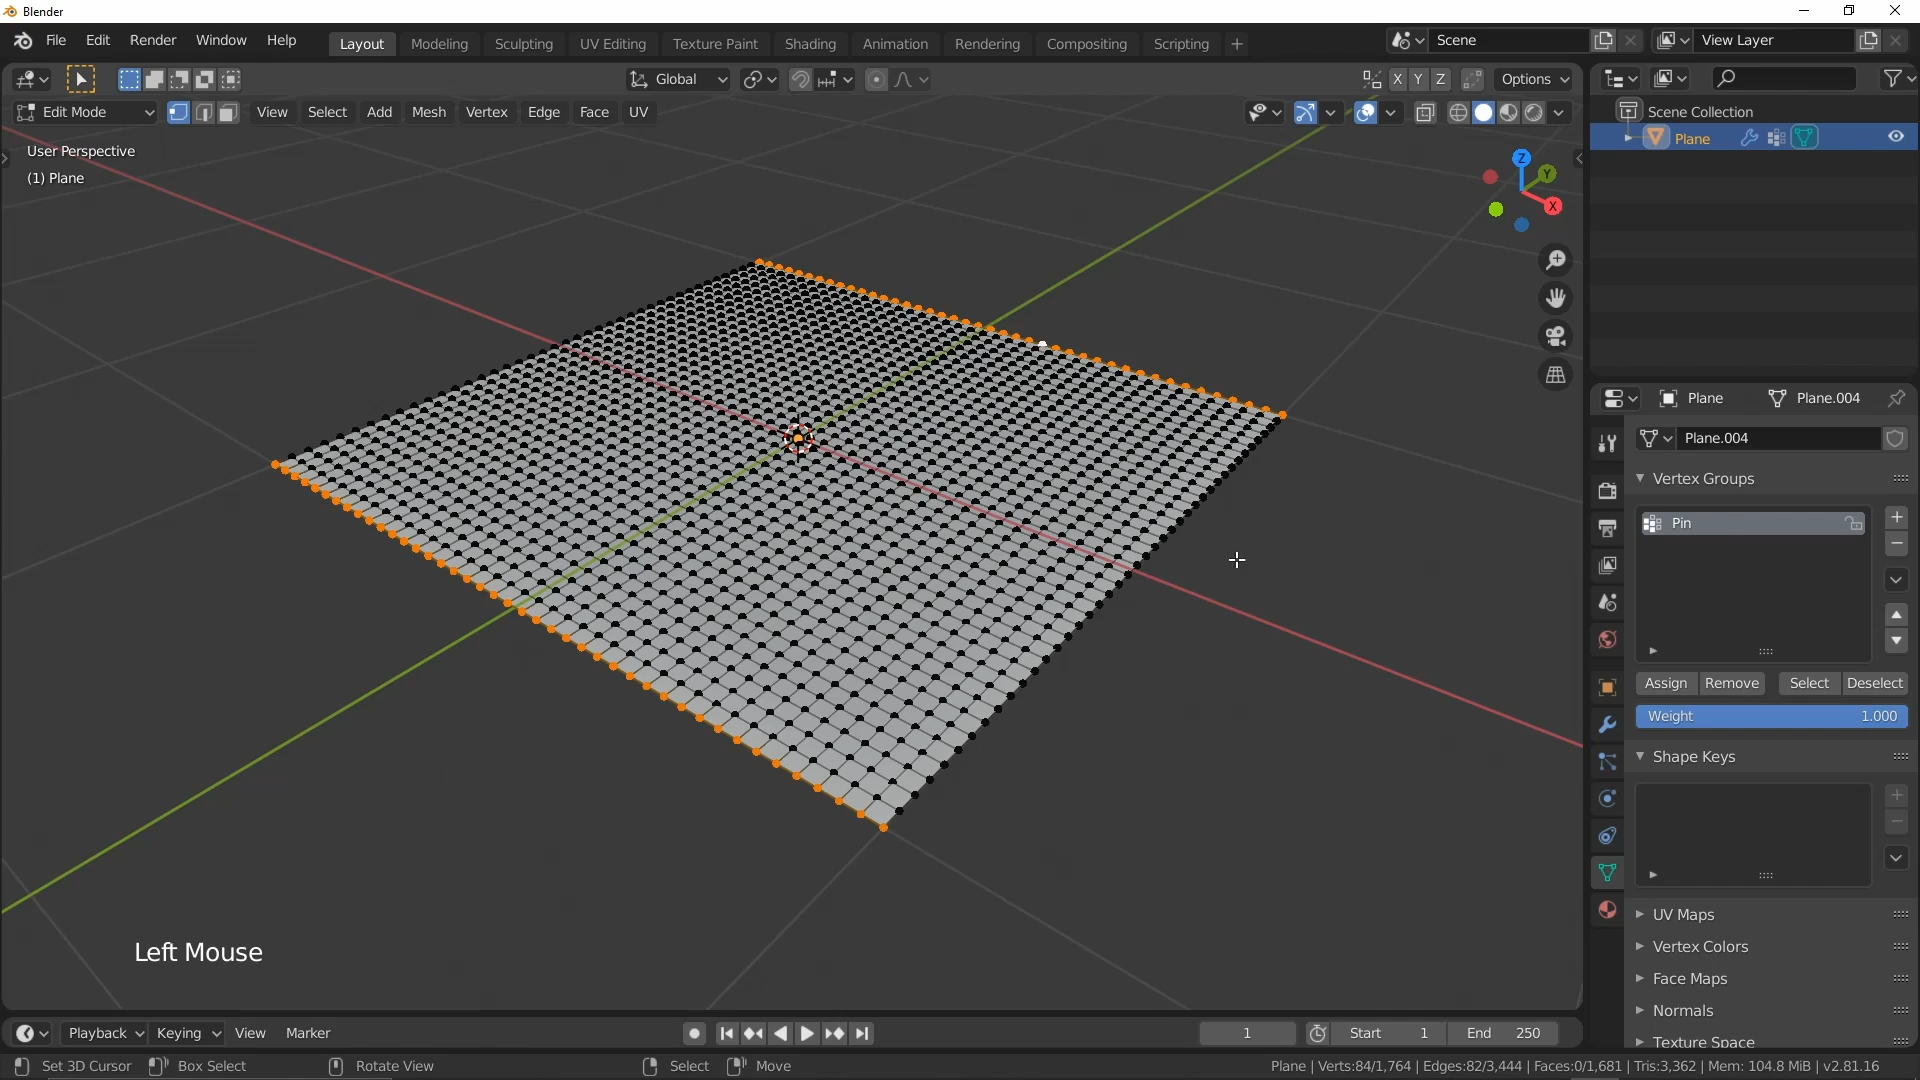 Blender
File Edit Render Window Help Layout Modeling Sculpting UV Editing Texture Paint Shading Animation Rendering Compositing Scripting + Scene View Layer
Global X Y Z Options
Edit Mode View Select Add Mesh Vertex Edge Face UV
Scene Collection
Plane
User Perspective
(1) Plane
Z
Y
X
Plane Plane.004
Plane.004
Vertex Groups
Pin
Assign Remove Select Deselect
Weight 1.000
Shape Keys
UV Maps
Vertex Colors
Face Maps
Normals
Texture Space
Left Mouse
Playback Keying View Marker 1 Start 1 End 250
Set 3D Cursor Box Select Rotate View Select Move Plane | Verts:84/1,764 | Edges:82/3,444 | Faces:0/1,681 | Tris:3,362 | Mem: 104.8 MiB | v2.81.16